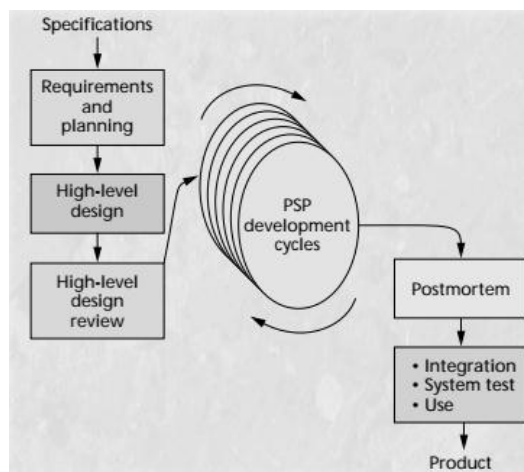 Specifications
Requirements
and
planning
High-level
design
High-level
design
review
PSP
development
cycles
Postmortem
• Integration
• System test
• Use
Product